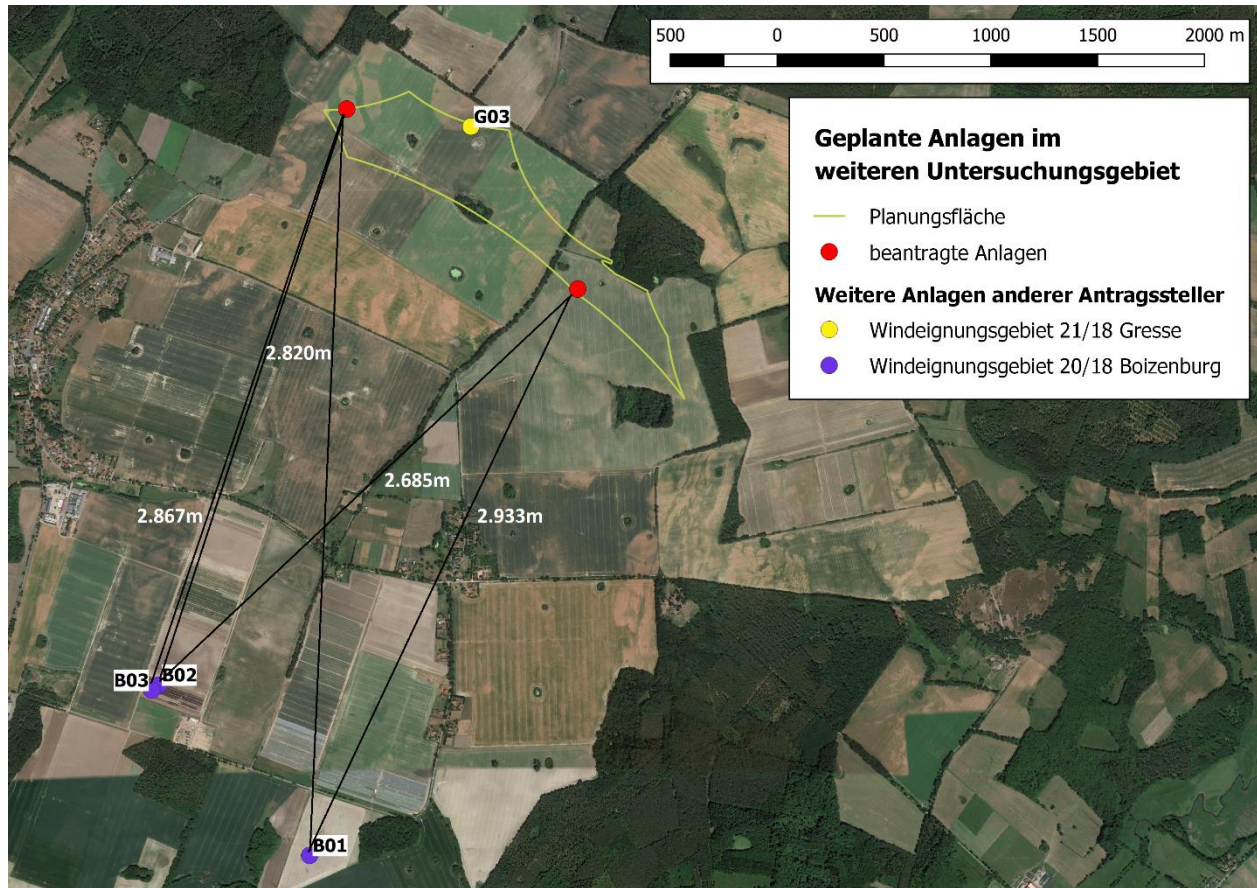 500 0 500 1000 1500 2000 m
Geplante Anlagen im
weiteren Untersuchungsgebiet
Planungsfläche
beantragte Anlagen
Weitere Anlagen anderer Antragssteller
Windeignungsgebiet 21/18 Gresse
Windeignungsgebiet 20/18 Boizenburg
G03
2.820m
2.685m
2.867m
2.933m
B03
B02
B01